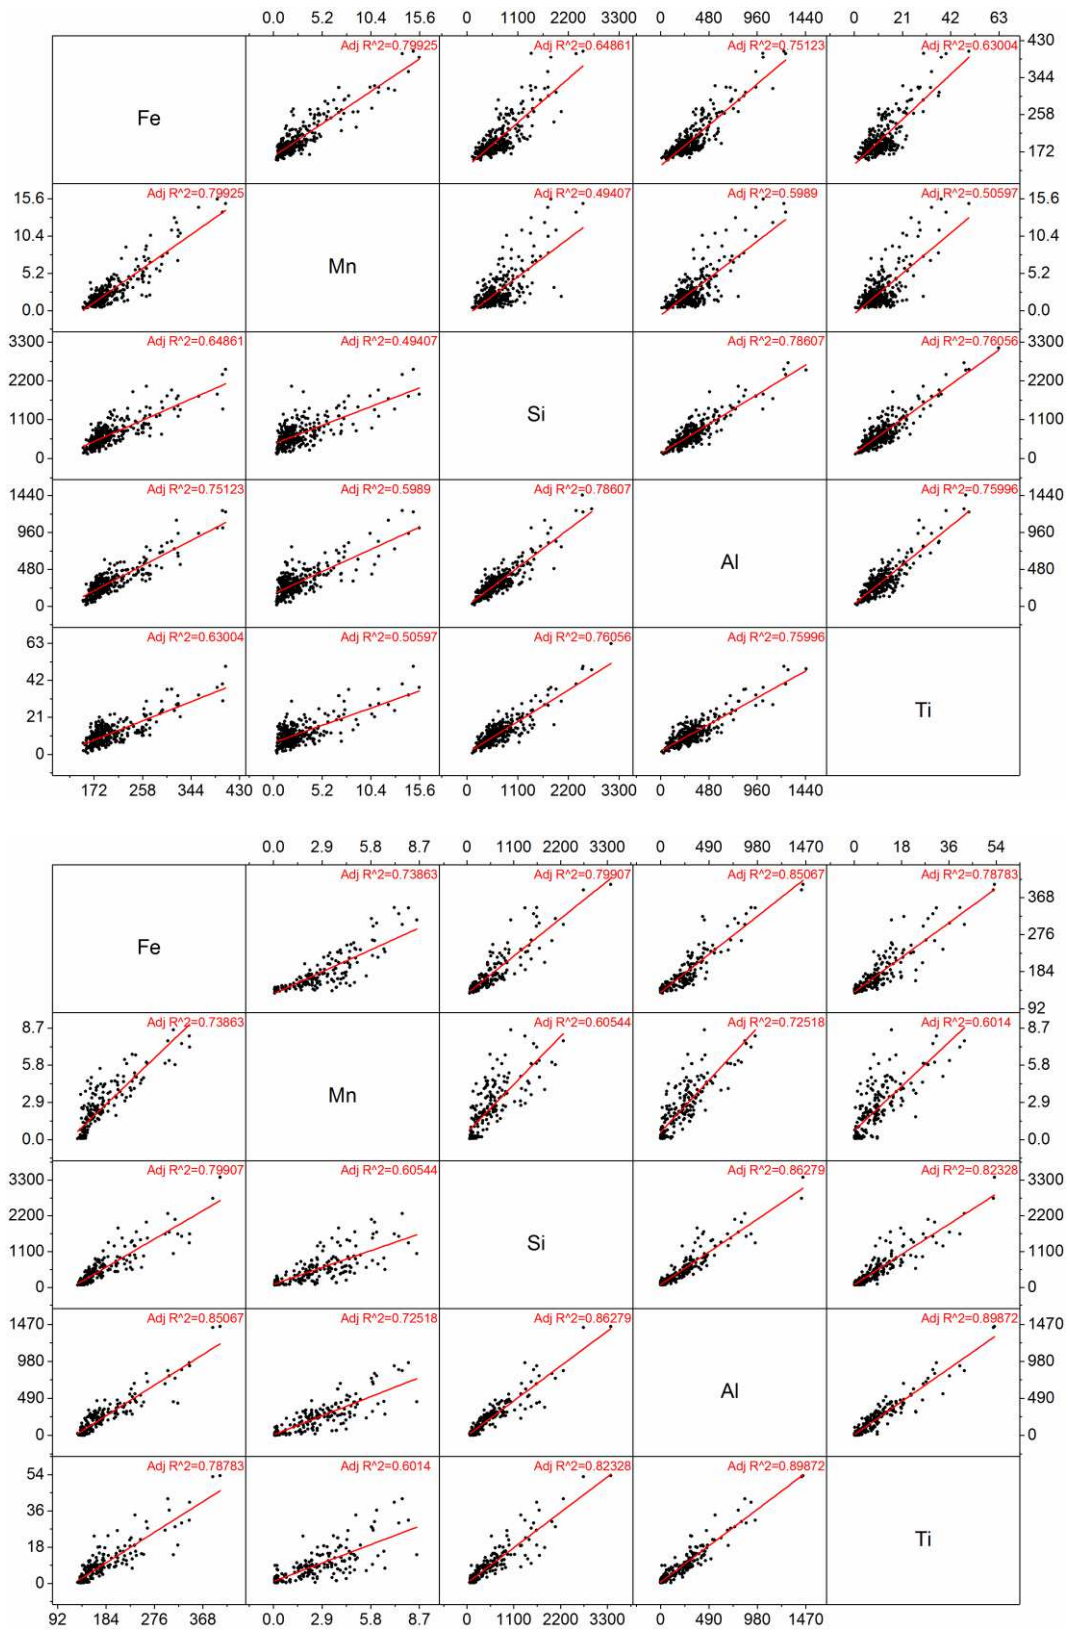 0.0 5.2 10.4 15.6 0 1100 2200 3300 0 480 960 1440 0 21 42 63
Fe Adj R^2=0.79925 Adj R^2=0.64861 Adj R^2=0.75123 Adj R^2=0.63004
430
344
258
172
Adj R^2=0.79925 Mn Adj R^2=0.49407 Adj R^2=0.5989 Adj R^2=0.50597
15.6 15.6
10.4 10.4
5.2 5.2
0.0 0.0
Adj R^2=0.64861 Adj R^2=0.49407 Si Adj R^2=0.78607 Adj R^2=0.76056
3300 3300
2200 2200
1100 1100
0 0
Adj R^2=0.75123 Adj R^2=0.5989 Adj R^2=0.78607 Al Adj R^2=0.75996
1440 1440
960 960
480 480
0 0
Adj R^2=0.63004 Adj R^2=0.50597 Adj R^2=0.76056 Adj R^2=0.75996 Ti
63
42
21
0
172 258 344 430 0.0 5.2 10.4 15.6 0 1100 2200 3300 0 480 960 1440
0.0 2.9 5.8 8.7 0 1100 2200 3300 0 490 980 1470 0 18 36 54
Fe Adj R^2=0.73863 Adj R^2=0.79907 Adj R^2=0.85067 Adj R^2=0.78783
368
276
184
92
Adj R^2=0.73863 Mn Adj R^2=0.60544 Adj R^2=0.72518 Adj R^2=0.6014
8.7 8.7
5.8 5.8
2.9 2.9
0.0 0.0
Adj R^2=0.79907 Adj R^2=0.60544 Si Adj R^2=0.86279 Adj R^2=0.82328
3300 3300
2200 2200
1100 1100
0 0
Adj R^2=0.85067 Adj R^2=0.72518 Adj R^2=0.86279 Al Adj R^2=0.89872
1470 1470
980 980
490 490
0 0
Adj R^2=0.78783 Adj R^2=0.6014 Adj R^2=0.82328 Adj R^2=0.89872 Ti
54
36
18
0
92 184 276 368 0.0 2.9 5.8 8.7 0 1100 2200 3300 0 490 980 1470